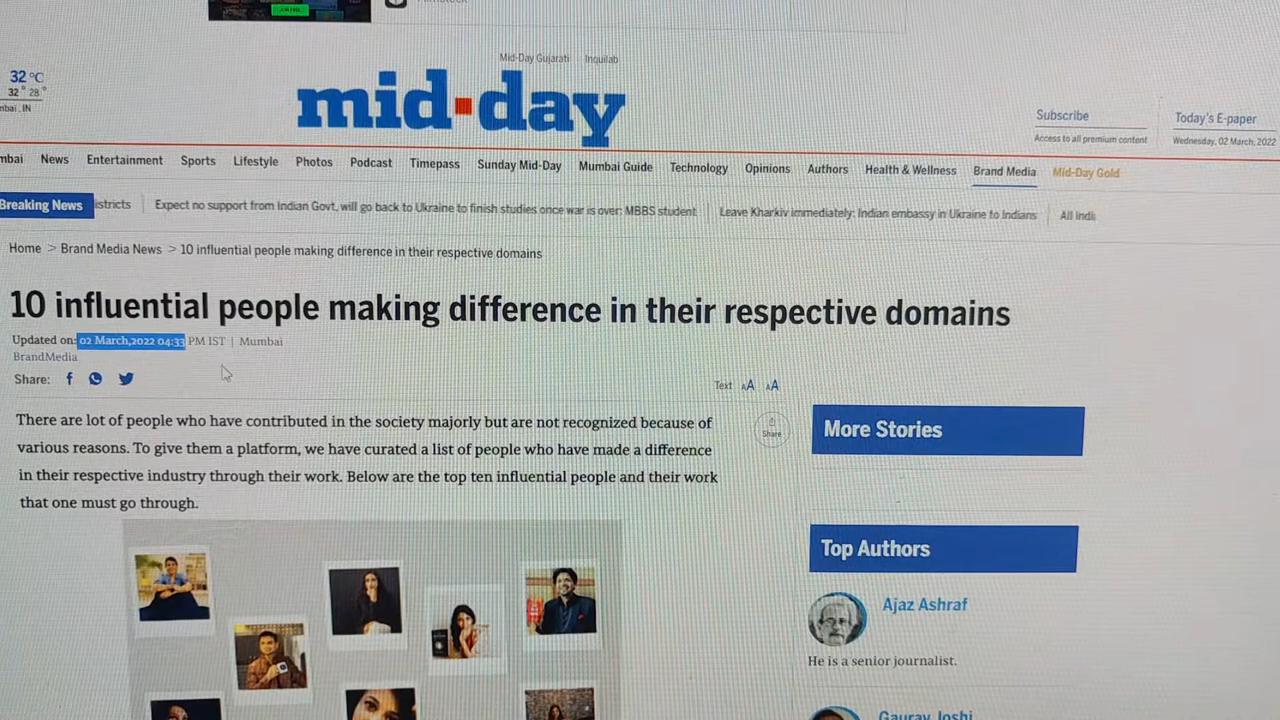 Mid-Day Gujarati Inquilab
32 °C
32° 28°
mid-day
Subscribe
Access to all premium content
Today's E-paper
Wednesday, 02 March, 2022
News Entertainment Sports Lifestyle Photos Podcast Timepass Sunday Mid-Day Mumbai Guide Technology Opinions Authors Health & Wellness Brand Media Mid-Day Gold
Breaking News istricts Expect no support from Indian Govt, will go back to Ukraine to finish studies once war is over: MBBS student Leave Kharkiv immediately: Indian embassy in Ukraine to Indians All Indi
Home > Brand Media News > 10 influential people making difference in their respective domains
10 influential people making difference in their respective domains
Updated on: 02 March,2022 04:33 PM IST | Mumbai
BrandMedia
Share:
Text AA AA
There are lot of people who have contributed in the society majorly but are not recognized because of
various reasons. To give them a platform, we have curated a list of people who have made a difference
in their respective industry through their work. Below are the top ten influential people and their work
that one must go through.
Share
More Stories
Top Authors
Ajaz Ashraf
He is a senior journalist.
Gaurav Joshi